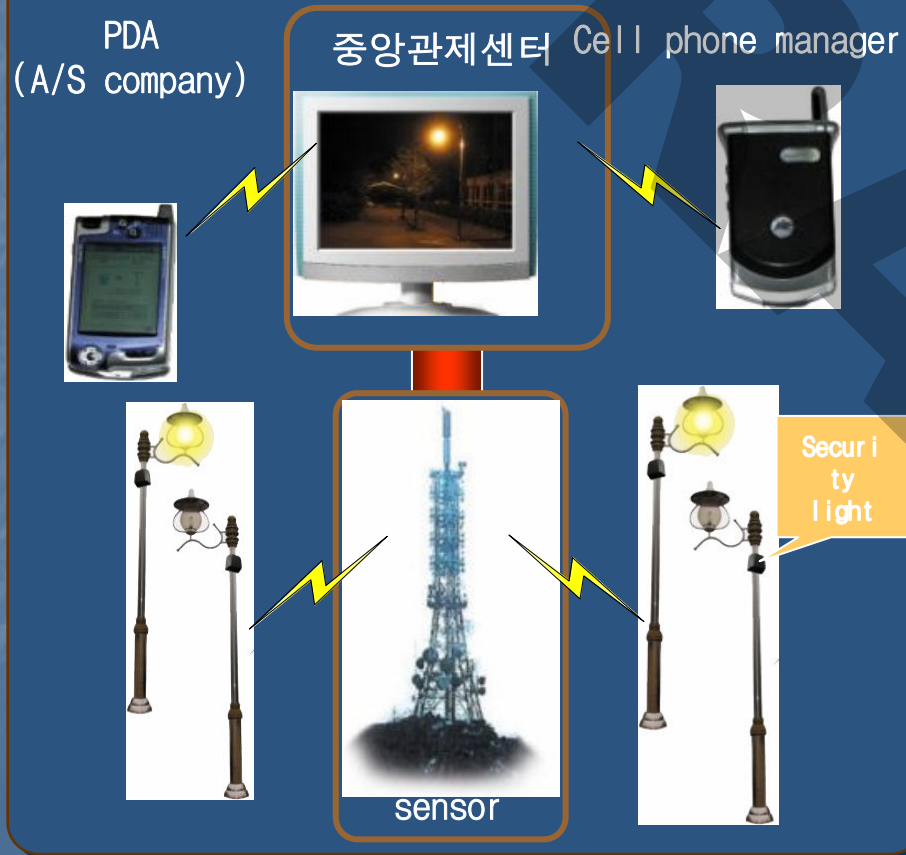 PDA
(A/S company)
중앙관제센터
Cell phone manager
Securi
ty
light
sensor